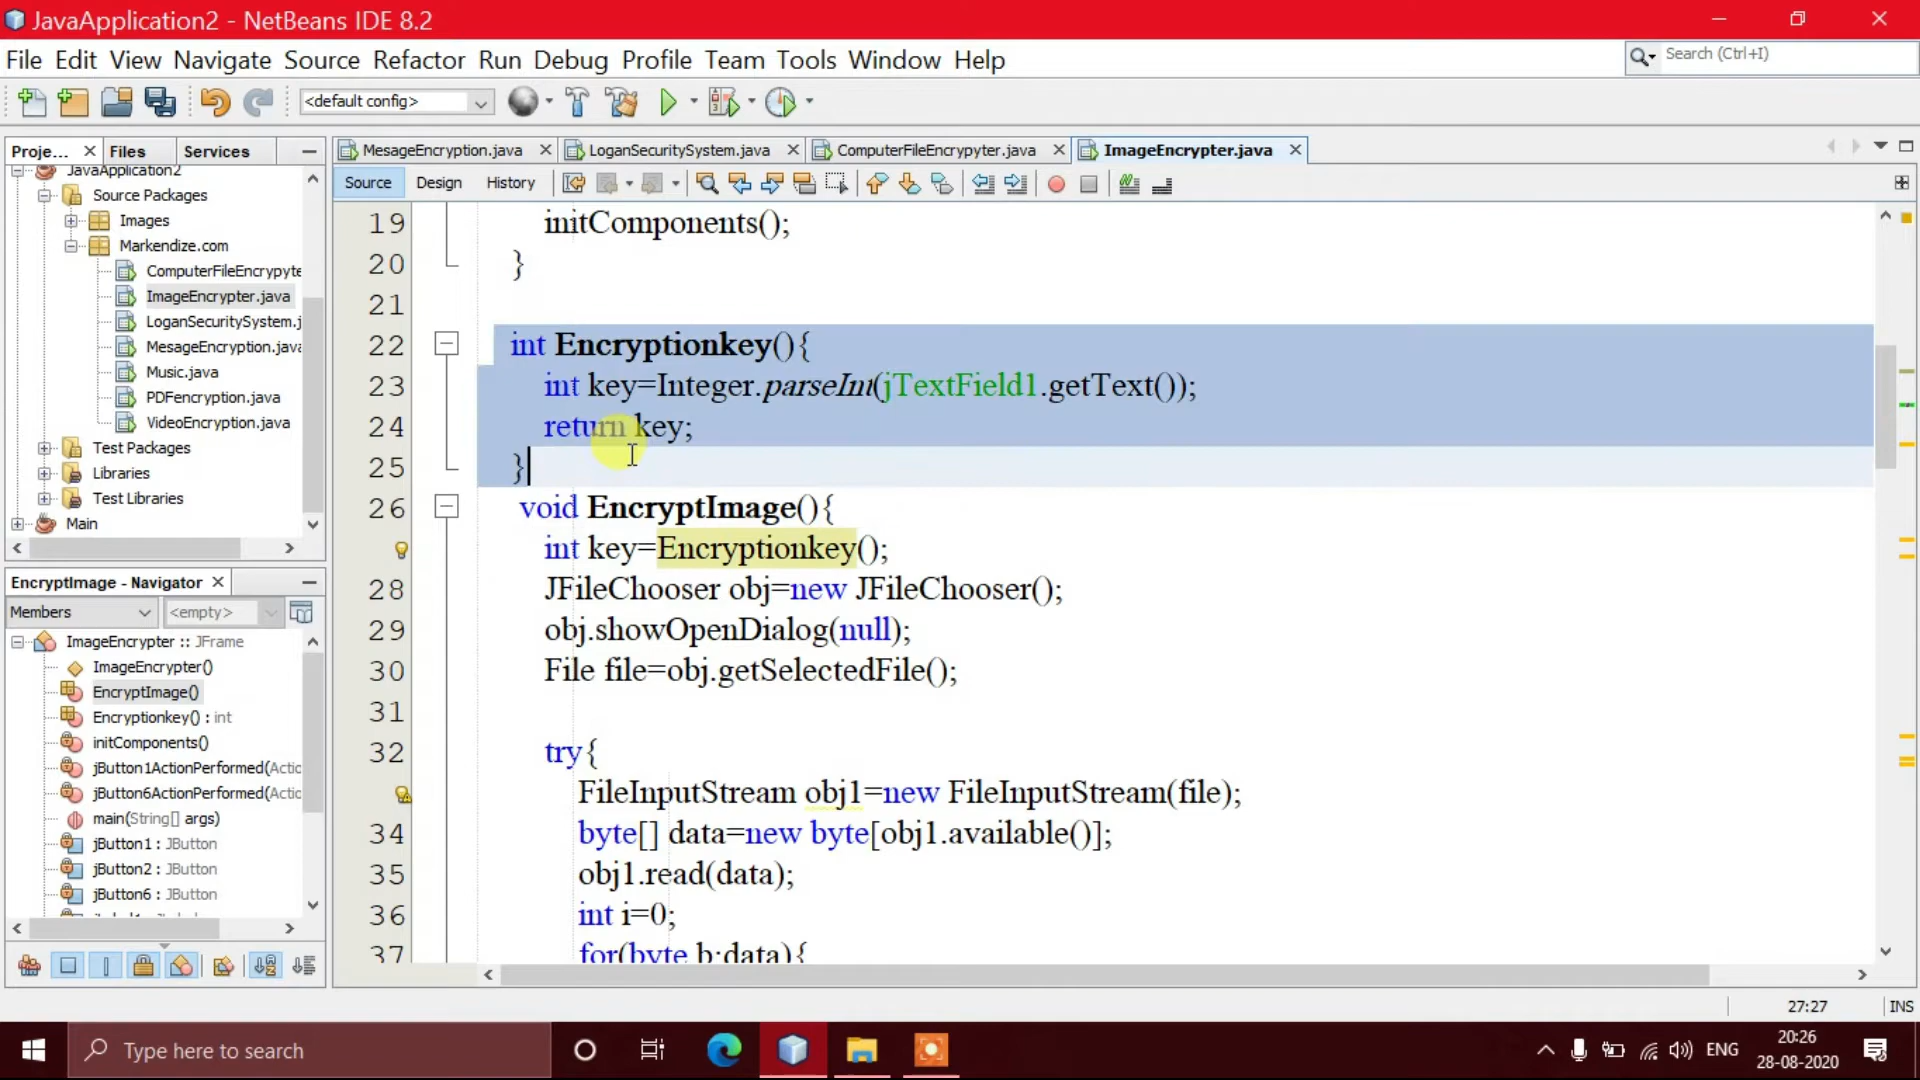 JavaApplication2 - NetBeans IDE 8.2
File Edit View Navigate Source Refactor Run Debug Profile Team Tools Window Help
Search (Ctrl+I)
<default config>
Proje...
Files
Services
MesageEncryption.java
LoganSecuritySystem.java
ComputerFileEncrypyter.java
ImageEncrypter.java
Source
Design
History
JavaApplication2
Source Packages
Images
Markendize.com
ComputerFileEncrypyte
ImageEncrypter.java
LoganSecuritySystem.j
MesageEncryption.java
Music.java
PDFencryption.java
VideoEncryption.java
Test Packages
Libraries
Test Libraries
Main
EncryptImage - Navigator
Members
<empty>
ImageEncrypter :: JFrame
ImageEncrypter()
EncryptImage()
Encryptionkey() : int
initComponents()
jButton1ActionPerformed(Actic
jButton6ActionPerformed(Actic
main(String[] args)
jButton1 : JButton
jButton2 : JButton
jButton6 : JButton
19 initComponents();
20 }
21
22 int Encryptionkey(){
23 int key=Integer.parseInt(jTextField1.getText());
24 return key;
25 }
26 void EncryptImage(){
int key=Encryptionkey();
28 JFileChooser obj=new JFileChooser();
29 obj.showOpenDialog(null);
30 File file=obj.getSelectedFile();
31
32 try{
FileInputStream obj1=new FileInputStream(file);
34 byte[] data=new byte[obj1.available()];
35 obj1.read(data);
36 int i=0;
37 for(byte b:data){
27:27
INS
Type here to search
ENG
20:26
28-08-2020